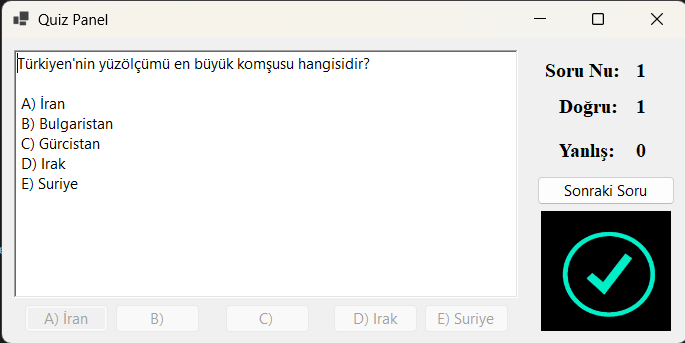 Quiz Panel
Türkiyen'nin yüzölçümü en büyük komşusu hangisidir?
A) İran
B) Bulgaristan
C) Gürcistan
D) Irak
E) Suriye
Soru Nu: 1
Doğru: 1
Yanlış: 0
Sonraki Soru
A) İran B) C) D) Irak E) Suriye